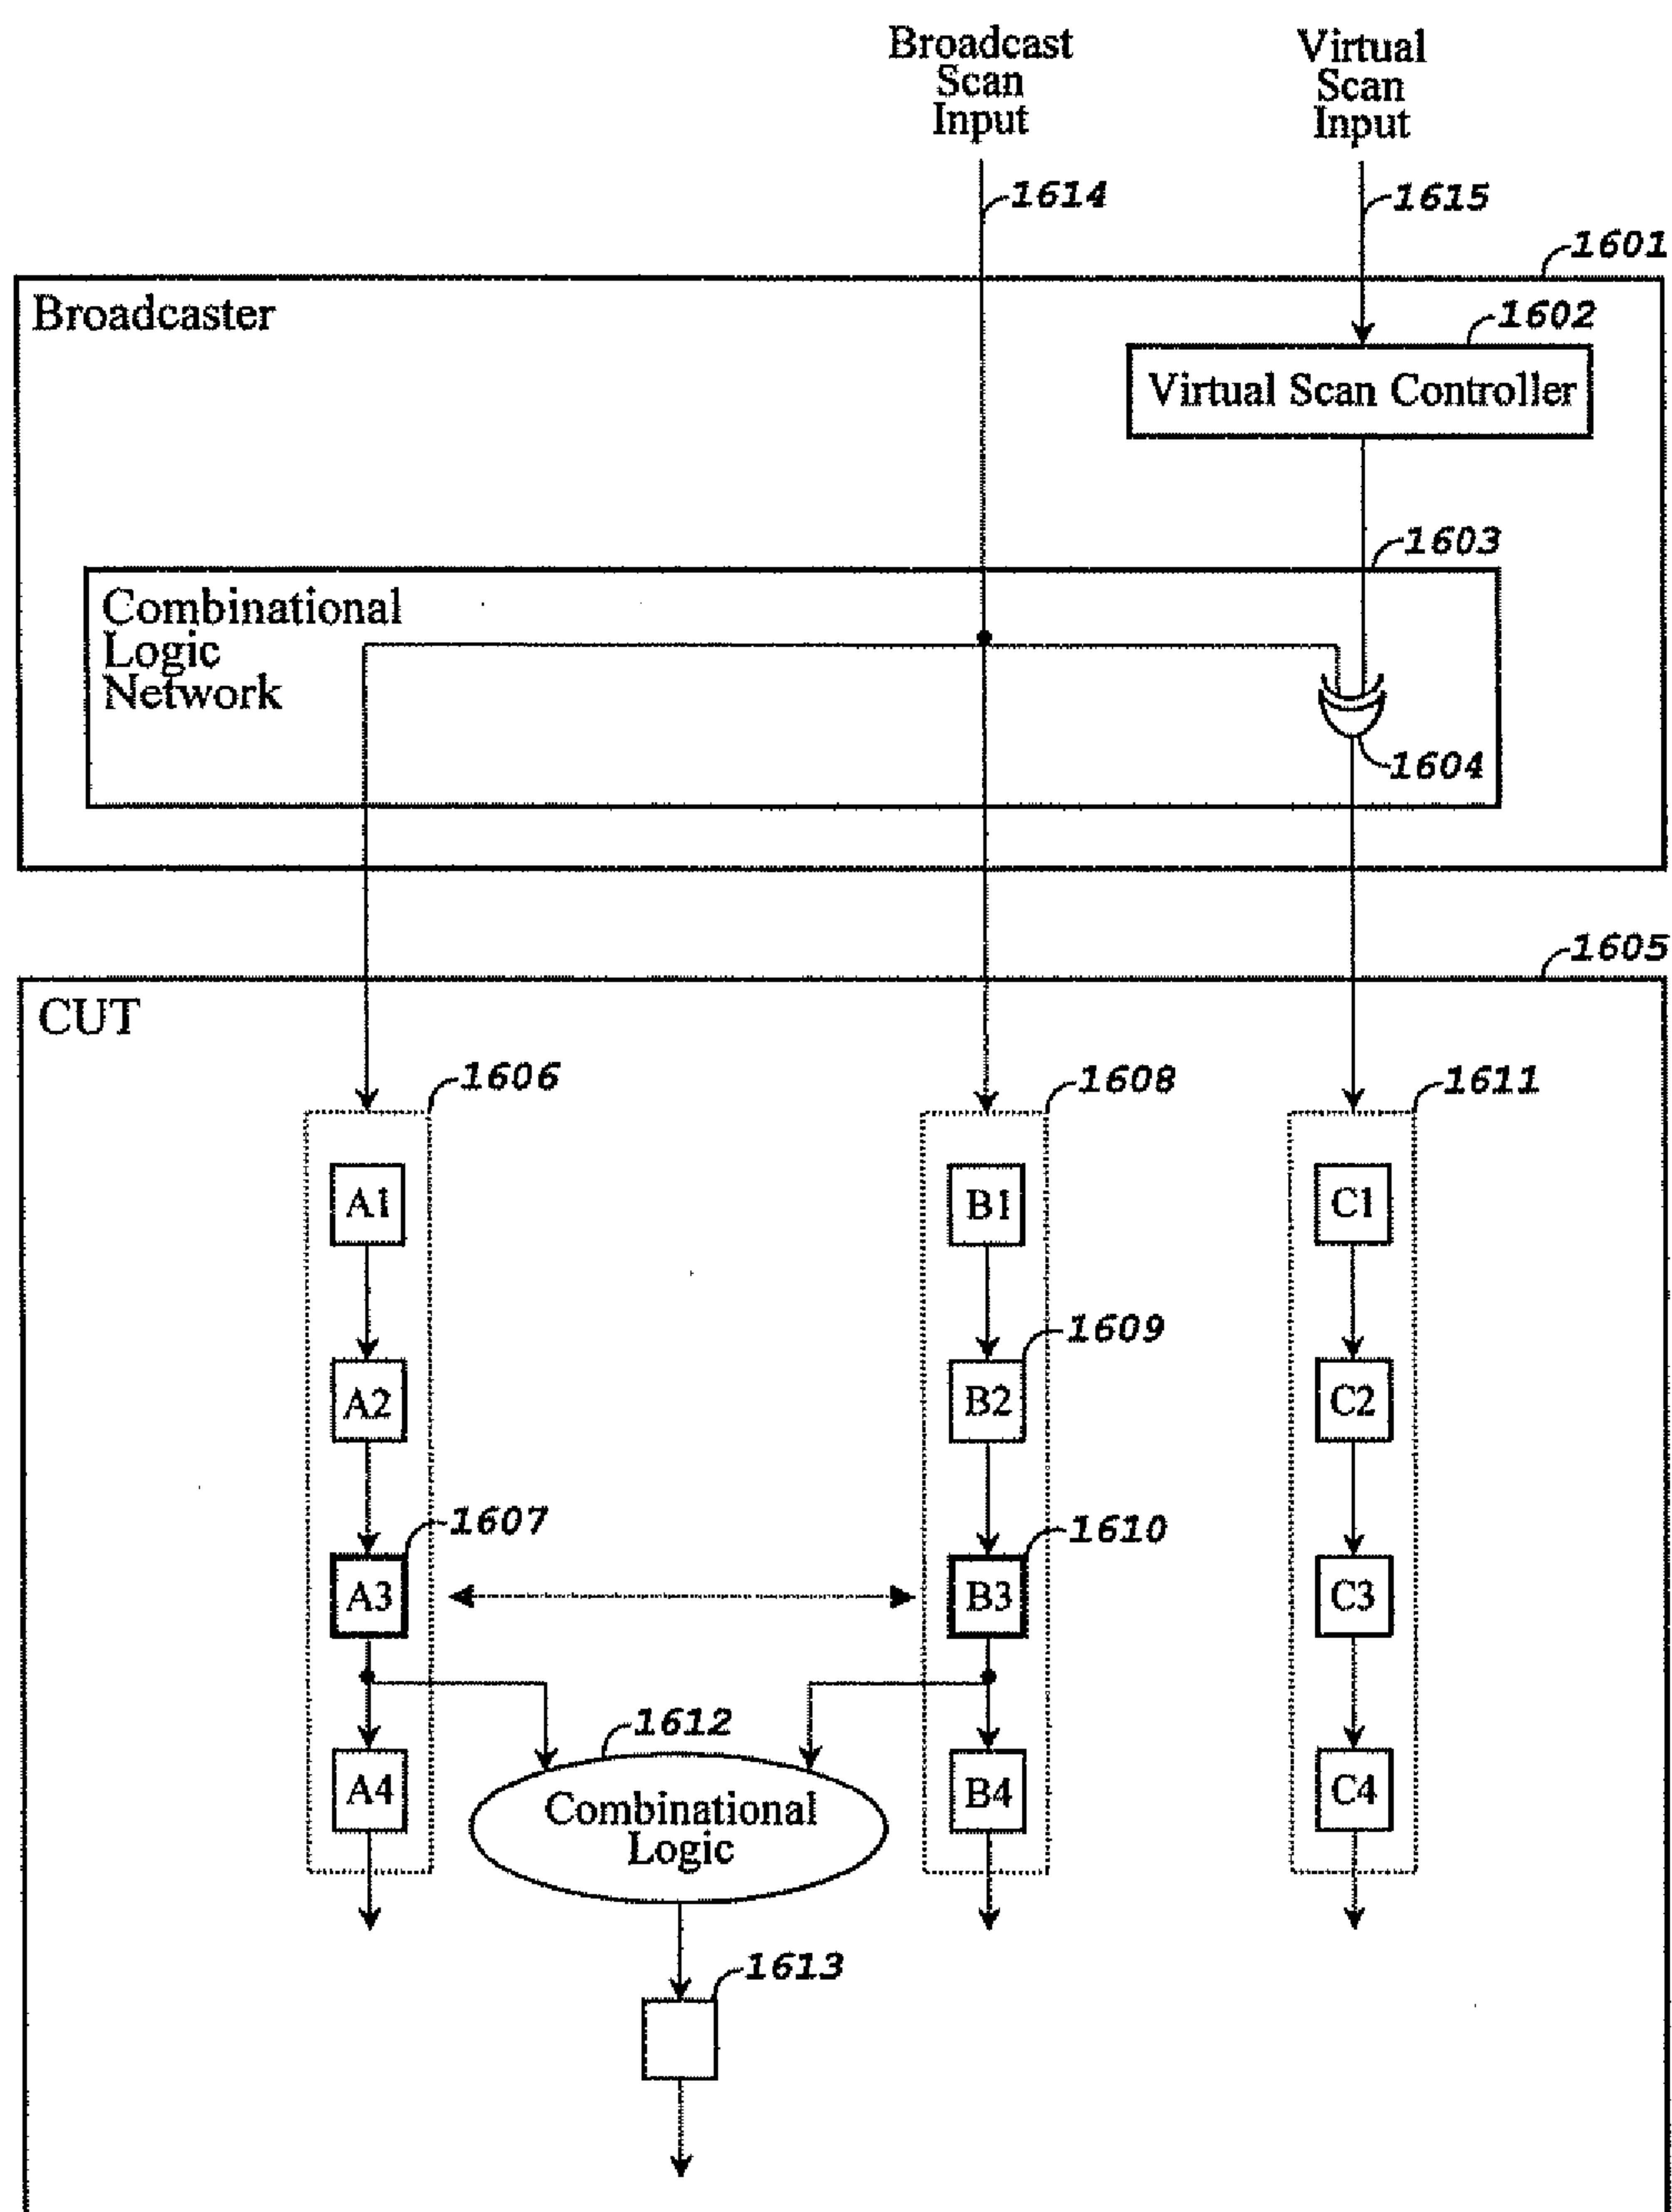 Broadcast
Scan
Input
Virtual
Scan
Input
1614
1615
1601
Broadcaster
1602
Virtual Scan Controller
1603
Combinational
Logic
Network
1604
1605
CUT
1606
1608
1611
A1
B1
C1
1609
A2
B2
C2
1607
1610
A3
B3
C3
1612
A4
Combinational
Logic
B4
C4
1613